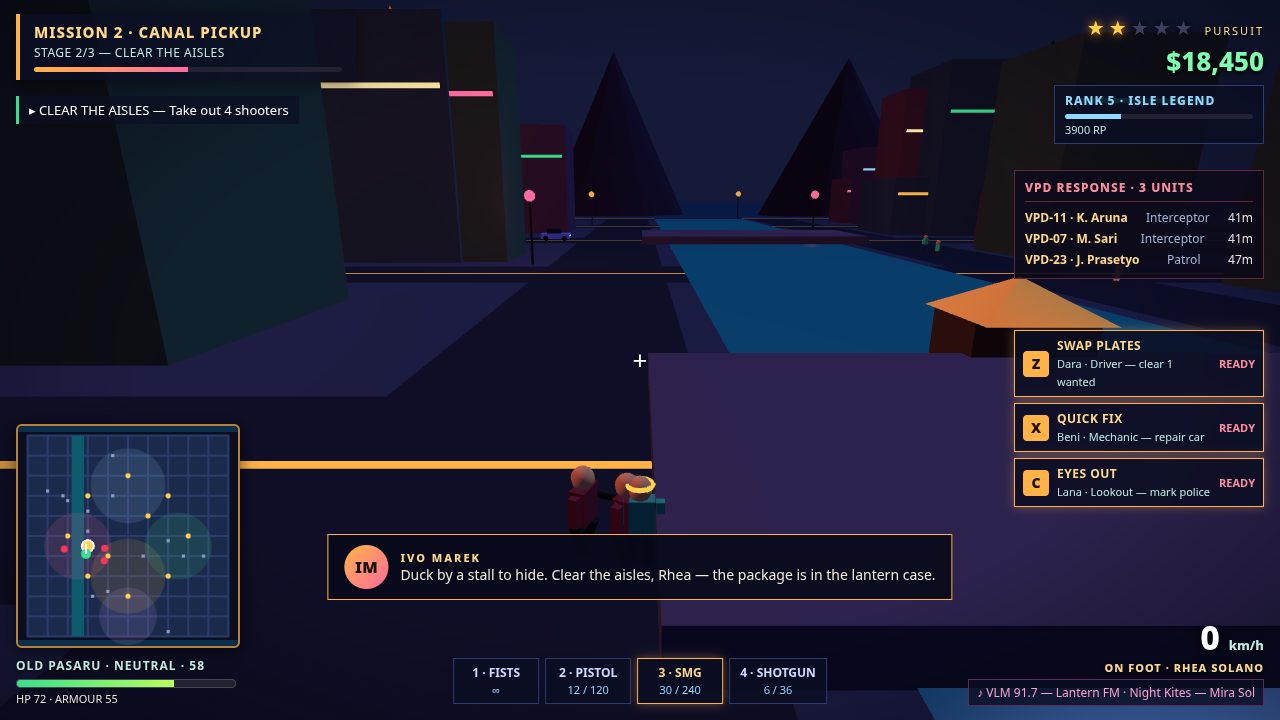 MISSION 2 · CANAL PICKUP
STAGE 2/3 — CLEAR THE AISLES
▸ CLEAR THE AISLES — Take out 4 shooters
★★★★★ PURSUIT
$18,450
RANK 5 · ISLE LEGEND
3900 RP
VPD RESPONSE · 3 UNITS
VPD-11 · K. Aruna Interceptor 41m
VPD-07 · M. Sari Interceptor 41m
VPD-23 · J. Prasetyo Patrol 47m
Z
SWAP PLATES
Dara · Driver — clear 1
wanted
READY
X
QUICK FIX
Beni · Mechanic — repair car
READY
C
EYES OUT
Lana · Lookout — mark police
READY
IM
IVO MAREK
Duck by a stall to hide. Clear the aisles, Rhea — the package is in the lantern case.
OLD PASARU · NEUTRAL · 58
HP 72 · ARMOUR 55
1 · FISTS
∞
2 · PISTOL
12 / 120
3 · SMG
30 / 240
4 · SHOTGUN
6 / 36
0 km/h
ON FOOT · RHEA SOLANO
♪ VLM 91.7 — Lantern FM · Night Kites — Mira Sol